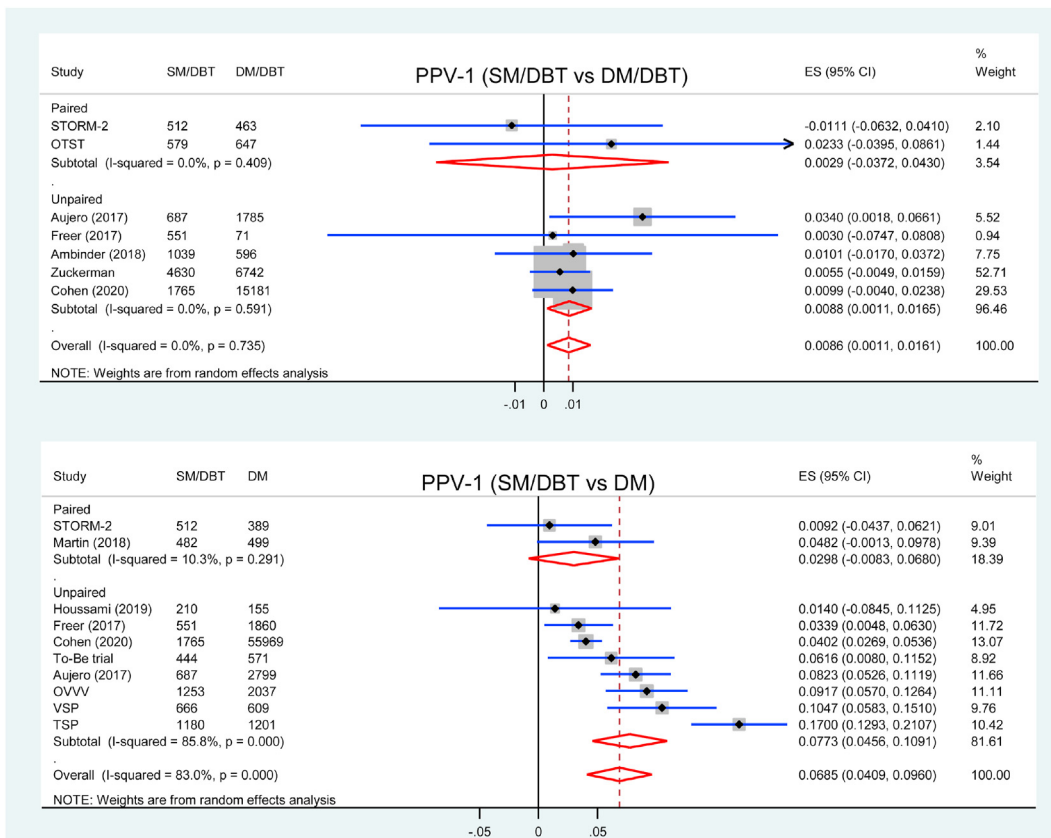 PPV-1 (SM/DBT vs DM/DBT)
Study SM/DBT DM/DBT ES (95% CI) % Weight
Paired
STORM-2 512 463 -0.0111 (-0.0632, 0.0410) 2.10
OTST 579 647 0.0233 (-0.0395, 0.0861) 1.44
Subtotal (I-squared = 0.0%, p = 0.409) 0.0029 (-0.0372, 0.0430) 3.54
.
Unpaired
Aujero (2017) 687 1785 0.0340 (0.0018, 0.0661) 5.52
Freer (2017) 551 71 0.0030 (-0.0747, 0.0808) 0.94
Ambinder (2018) 1039 596 0.0101 (-0.0170, 0.0372) 7.75
Zuckerman 4630 6742 0.0055 (-0.0049, 0.0159) 52.71
Cohen (2020) 1765 15181 0.0099 (-0.0040, 0.0238) 29.53
Subtotal (I-squared = 0.0%, p = 0.591) 0.0088 (0.0011, 0.0165) 96.46
.
Overall (I-squared = 0.0%, p = 0.735) 0.0086 (0.0011, 0.0161) 100.00
NOTE: Weights are from random effects analysis
-.01 0 .01
PPV-1 (SM/DBT vs DM)
Study SM/DBT DM ES (95% CI) % Weight
Paired
STORM-2 512 389 0.0092 (-0.0437, 0.0621) 9.01
Martin (2018) 482 499 0.0482 (-0.0013, 0.0978) 9.39
Subtotal (I-squared = 10.3%, p = 0.291) 0.0298 (-0.0083, 0.0680) 18.39
.
Unpaired
Houssami (2019) 210 155 0.0140 (-0.0845, 0.1125) 4.95
Freer (2017) 551 1860 0.0339 (0.0048, 0.0630) 11.72
Cohen (2020) 1765 55969 0.0402 (0.0269, 0.0536) 13.07
To-Be trial 444 571 0.0616 (0.0080, 0.1152) 8.92
Aujero (2017) 687 2799 0.0823 (0.0526, 0.1119) 11.66
OVVV 1253 2037 0.0917 (0.0570, 0.1264) 11.11
VSP 666 609 0.1047 (0.0583, 0.1510) 9.76
TSP 1180 1201 0.1700 (0.1293, 0.2107) 10.42
Subtotal (I-squared = 85.8%, p = 0.000) 0.0773 (0.0456, 0.1091) 81.61
.
Overall (I-squared = 83.0%, p = 0.000) 0.0685 (0.0409, 0.0960) 100.00
NOTE: Weights are from random effects analysis
-.05 0 .05